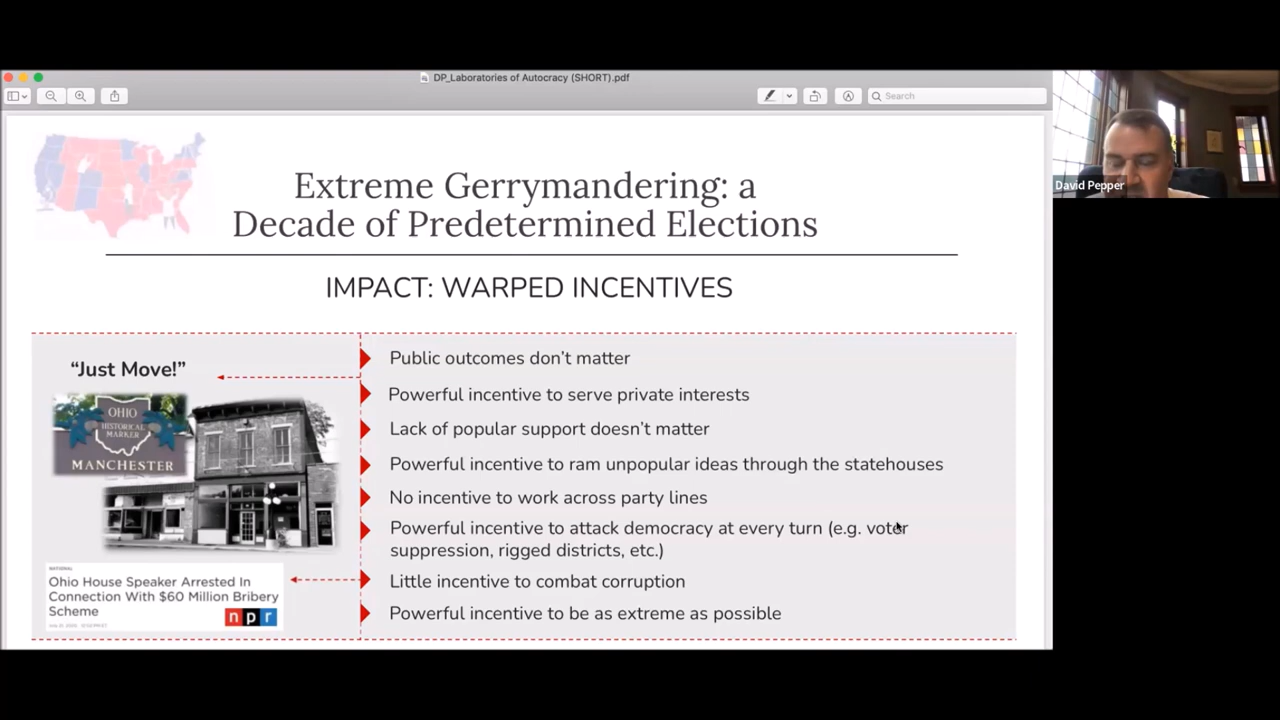 DP_Laboratories of Autocracy (SHORT).pdf
Search
David Pepper
Extreme Gerrymandering: a
Decade of Predetermined Elections
IMPACT: WARPED INCENTIVES
“Just Move!”
OHIO
HISTORICAL
MARKER
MANCHESTER
NATIONAL
Ohio House Speaker Arrested In
Connection With $60 Million Bribery
Scheme
npr
Public outcomes don’t matter
Powerful incentive to serve private interests
Lack of popular support doesn’t matter
Powerful incentive to ram unpopular ideas through the statehouses
No incentive to work across party lines
Powerful incentive to attack democracy at every turn (e.g. voter
suppression, rigged districts, etc.)
Little incentive to combat corruption
Powerful incentive to be as extreme as possible